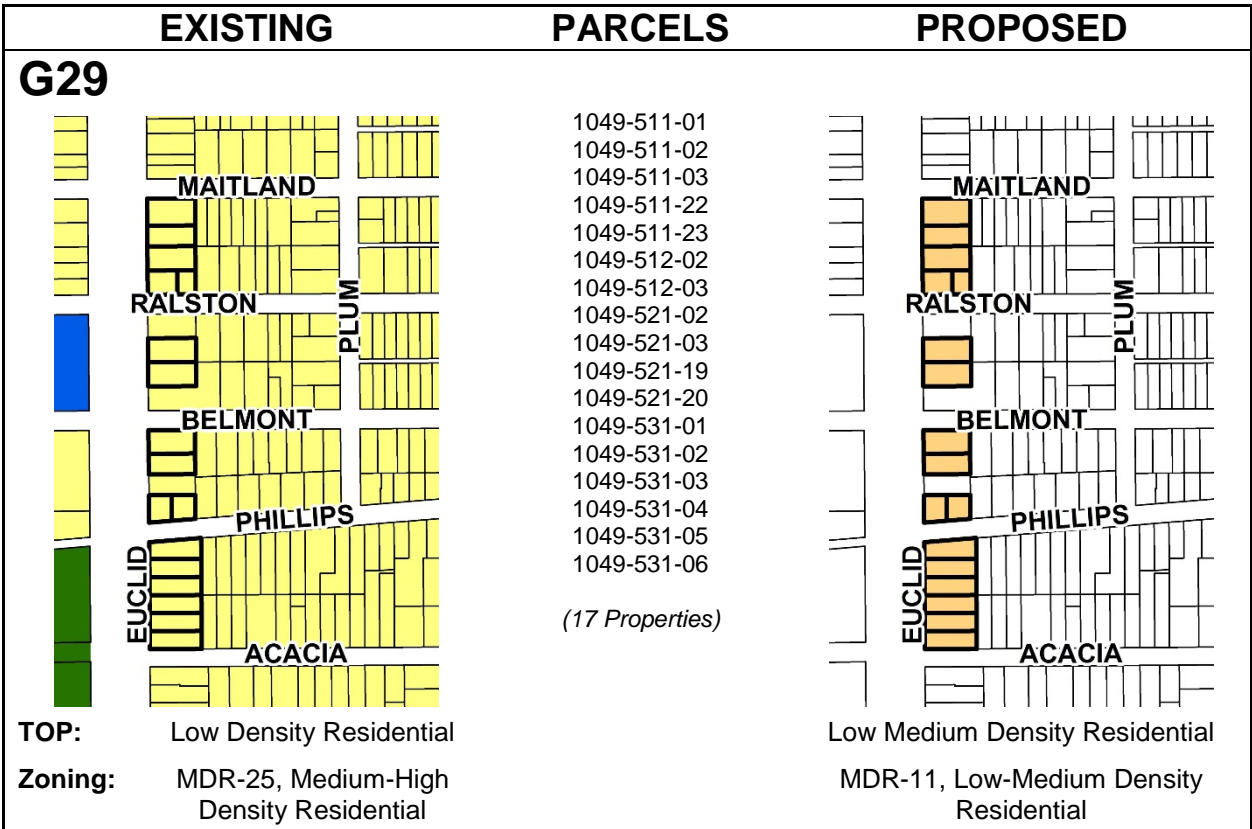 EXISTING PARCELS PROPOSED
G29
MAITLAND
RALSTON
PLUM
BELMONT
PHILLIPS
EUCLID
ACACIA
1049-511-01
1049-511-02
1049-511-03
1049-511-22
1049-511-23
1049-512-02
1049-512-03
1049-521-02
1049-521-03
1049-521-19
1049-521-20
1049-531-01
1049-531-02
1049-531-03
1049-531-04
1049-531-05
1049-531-06
(17 Properties)
MAITLAND
RALSTON
PLUM
BELMONT
PHILLIPS
EUCLID
ACACIA
TOP: Low Density Residential Low Medium Density Residential
Zoning: MDR-25, Medium-High MDR-11, Low-Medium Density
Density Residential Residential